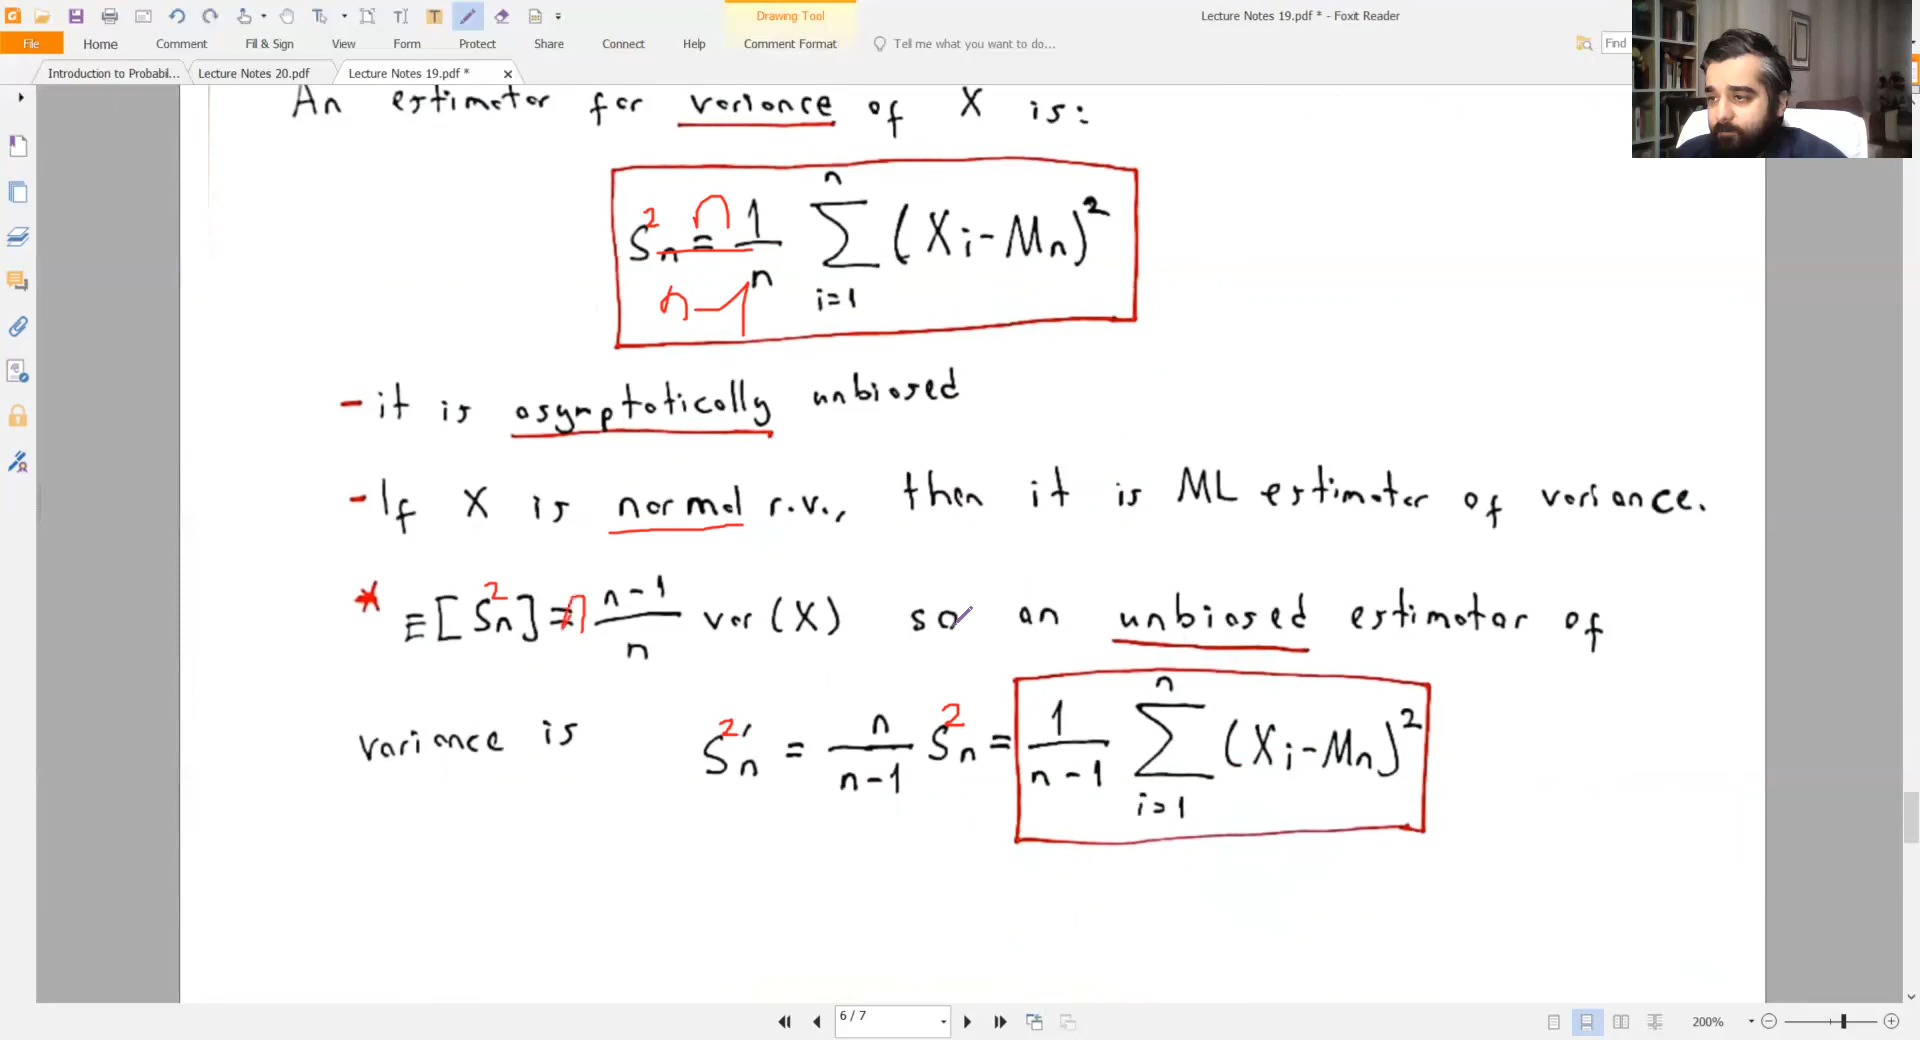 Lecture Notes 19.pdf * - Foxit Reader
Drawing Tool
File Home Comment Fill & Sign View Form Protect Share Connect Help Comment Format Tell me what you want to do... Find
Introduction to Probabil... Lecture Notes 20.pdf Lecture Notes 19.pdf *
An estimator for variance of X is:
S²n = 1/n n Σ i=1 (Xi - Mn)²
n
n-1
- it is asymptotically unbiased
- If X is normal r.v., then it is ML estimator of variance.
* E[S²n] = n-1/n var(X) so an unbiased estimator of
variance is S²'n = n/n-1 S²n = 1/n-1 n Σ i=1 (Xi - Mn)²
6 / 7
200%